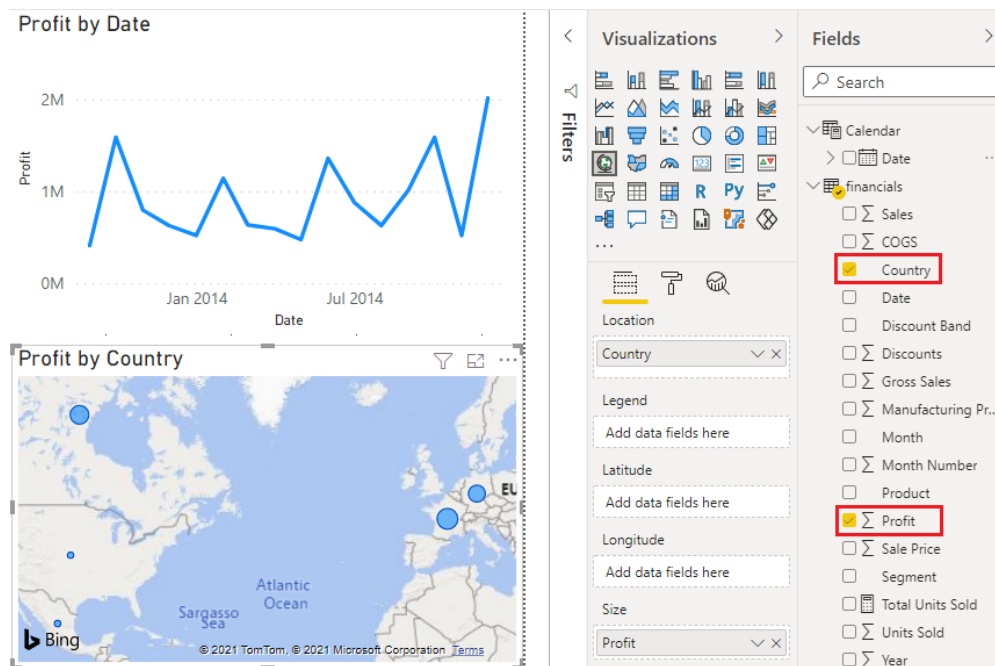 Profit by Date
2M
1M
0M
Profit
Jan 2014
Jul 2014
Date
Profit by Country
EU
Atlantic
Ocean
Sargasso
Sea
Bing
© 2021 TomTom, © 2021 Microsoft Corporation Terms
Filters
Visualizations
123
R
Py
...
Location
Country
Legend
Add data fields here
Latitude
Add data fields here
Longitude
Add data fields here
Size
Profit
Fields
Search
Calendar
Date
financials
Sales
COGS
Country
Date
Discount Band
Discounts
Gross Sales
Manufacturing Pr...
Month
Month Number
Product
Profit
Sale Price
Segment
Total Units Sold
Units Sold
Year